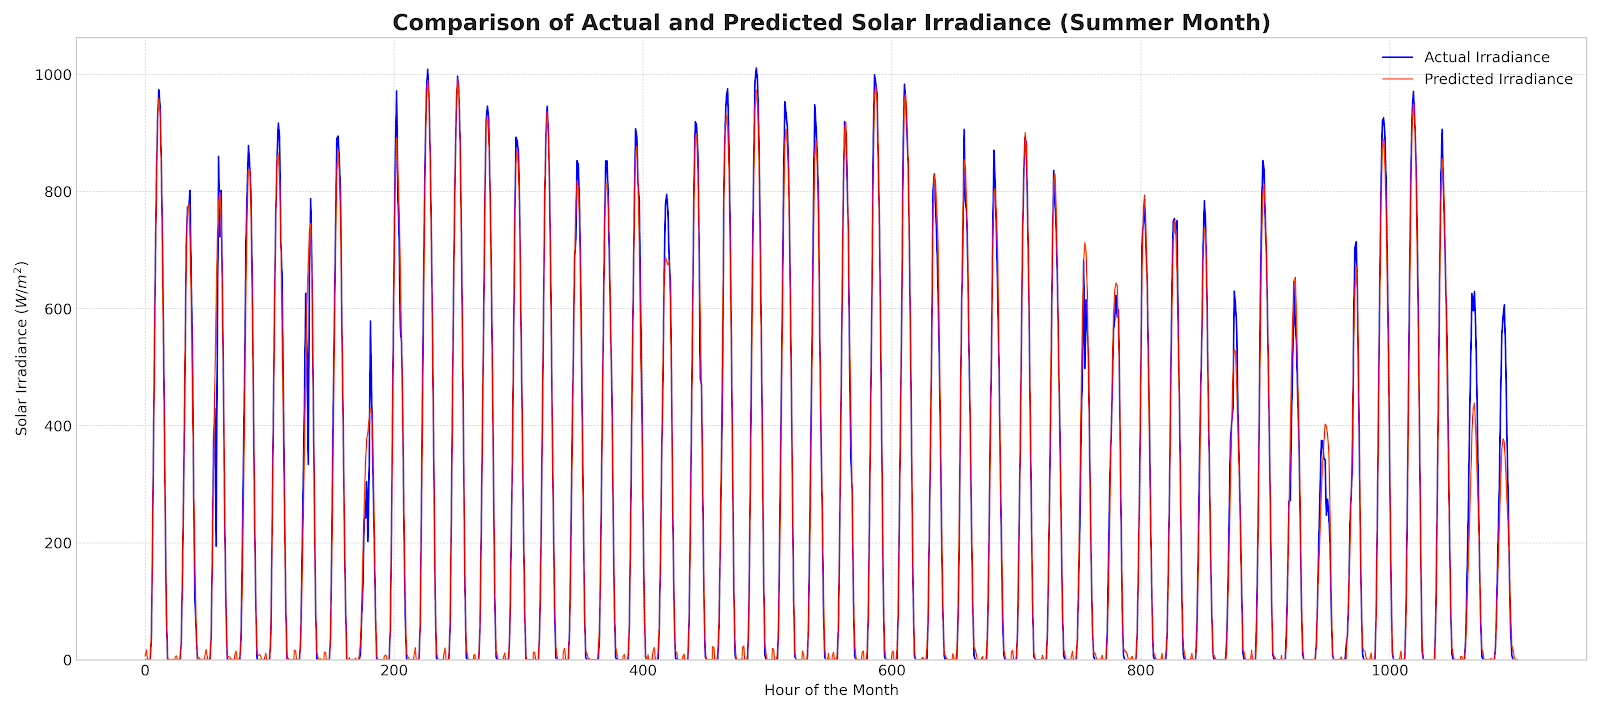 Comparison of Actual and Predicted Solar Irradiance (Summer Month)
Actual Irradiance
Predicted Irradiance
Solar Irradiance (W/m²)
1000
800
600
400
200
0
0 200 400 600 800 1000
Hour of the Month